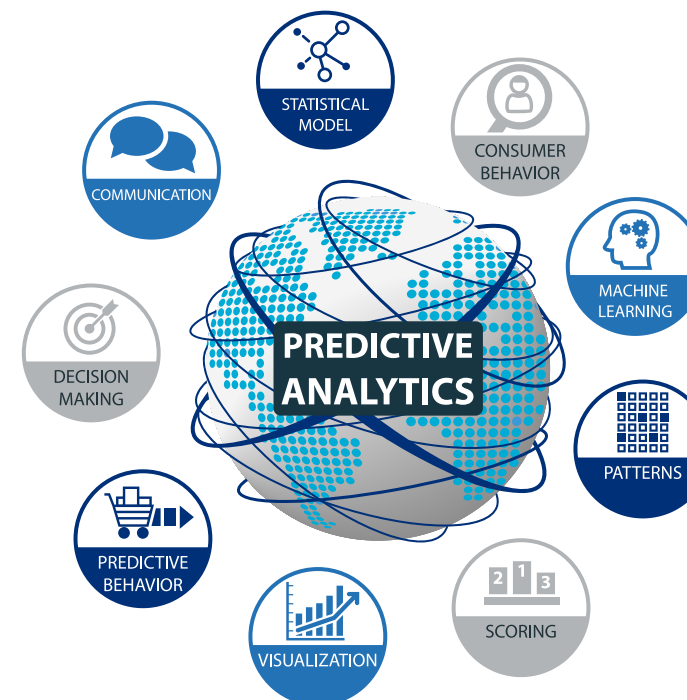 STATISTICAL
MODEL
CONSUMER
BEHAVIOR
COMMUNICATION
MACHINE
LEARNING
PREDICTIVE
ANALYTICS
DECISION
MAKING
PATTERNS
PREDICTIVE
BEHAVIOR
2 1 3
SCORING
VISUALIZATION